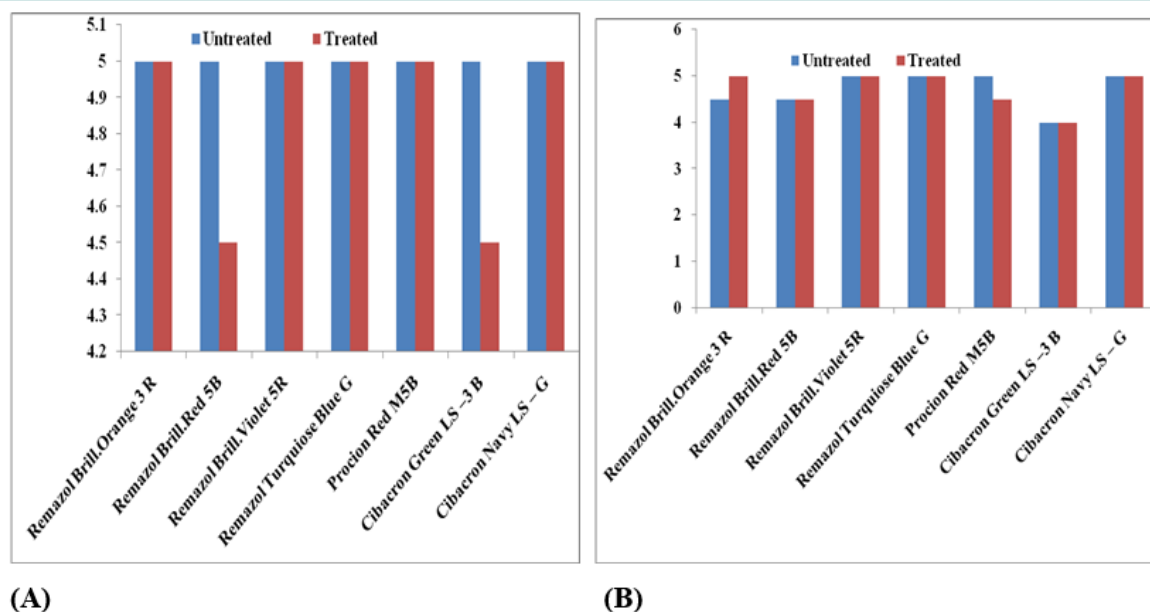 5.1
5
4.9
4.8
4.7
4.6
4.5
4.4
4.3
4.2
Untreated Treated
Remazol Brill.Orange 3 R
Remazol Brill.Red 5B
Remazol Brill.Violet 5R
Remazol Turquiose Blue G
Procion Red M5B
Cibacron Green LS –3 B
Cibacron Navy LS – G
(A)
6
5
4
3
2
1
0
Untreated Treated
Remazol Brill.Orange 3 R
Remazol Brill.Red 5B
Remazol Brill.Violet 5R
Remazol Turquiose Blue G
Procion Red M5B
Cibacron Green LS –3 B
Cibacron Navy LS – G
(B)